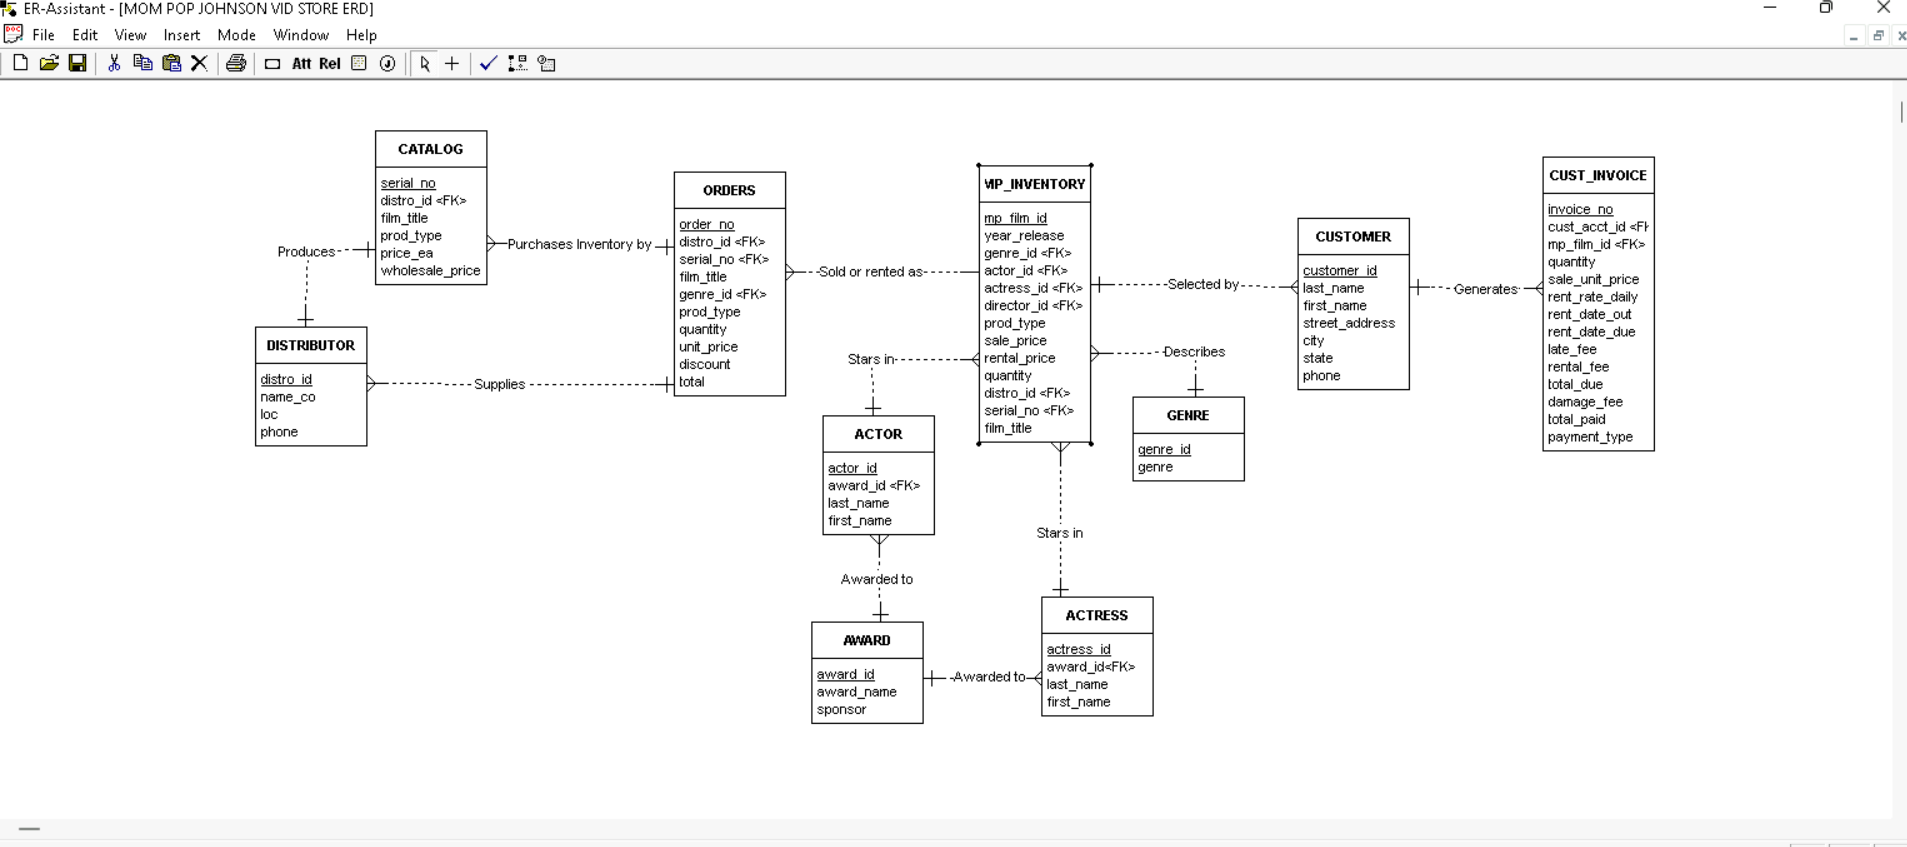 ER-Assistant - [MOM POP JOHNSON VID STORE ERD]
File Edit View Insert Mode Window Help
Att Rel
CATALOG
serial_no
distro_id <FK>
film_title
prod_type
price_ea
wholesale_price
Produces
Purchases Inventory by
ORDERS
order_no
distro_id <FK>
serial_no <FK>
film_title
genre_id <FK>
prod_type
quantity
unit_price
discount
total
DISTRIBUTOR
distro_id
name_co
loc
phone
Supplies
Sold or rented as
MP_INVENTORY
mp_film_id
year_release
genre_id <FK>
actor_id <FK>
actress_id <FK>
director_id <FK>
prod_type
sale_price
rental_price
quantity
distro_id <FK>
serial_no <FK>
film_title
Selected by
CUSTOMER
customer_id
last_name
first_name
street_address
city
state
phone
Generates
CUST_INVOICE
invoice_no
cust_acct_id <FK
mp_film_id <FK>
quantity
sale_unit_price
rent_rate_daily
rent_date_out
rent_date_due
late_fee
rental_fee
total_due
damage_fee
total_paid
payment_type
Describes
GENRE
genre_id
genre
Stars in
ACTOR
actor_id
award_id <FK>
last_name
first_name
Stars in
Awarded to
AWARD
award_id
award_name
sponsor
Awarded to
ACTRESS
actress_id
award_id<FK>
last_name
first_name